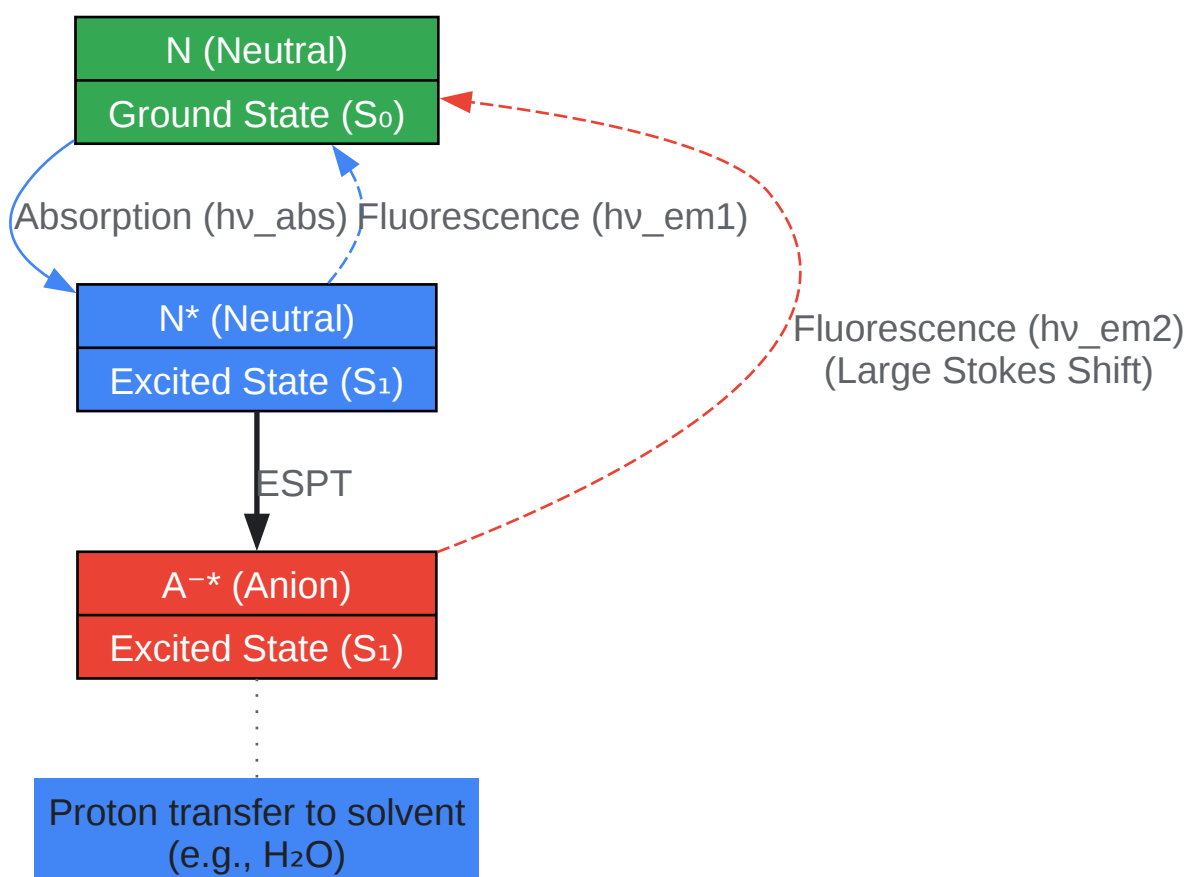 N (Neutral)
Ground State (S₀)
Absorption (hν_abs)
Fluorescence (hν_em1)
N* (Neutral)
Excited State (S₁)
Fluorescence (hν_em2)
(Large Stokes Shift)
ESPT
A⁻* (Anion)
Excited State (S₁)
Proton transfer to solvent
(e.g., H₂O)